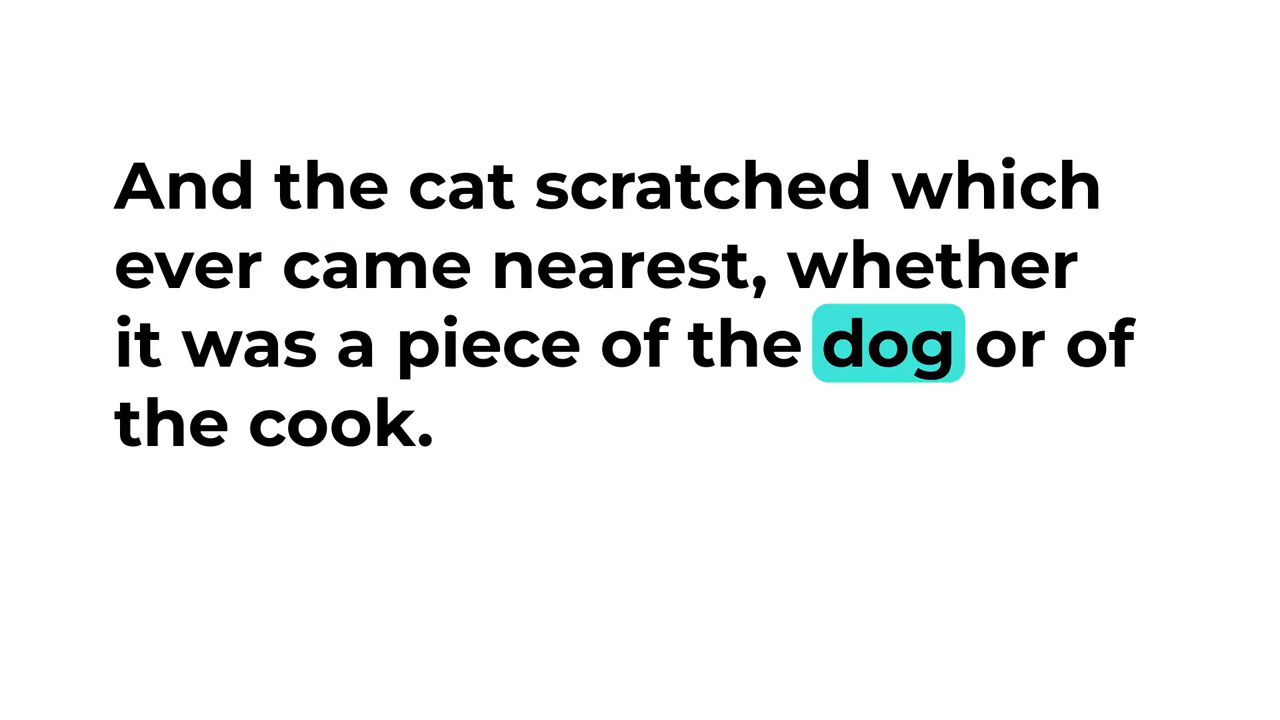 And the cat scratched which
ever came nearest, whether
it was a piece of the dog or of
the cook.